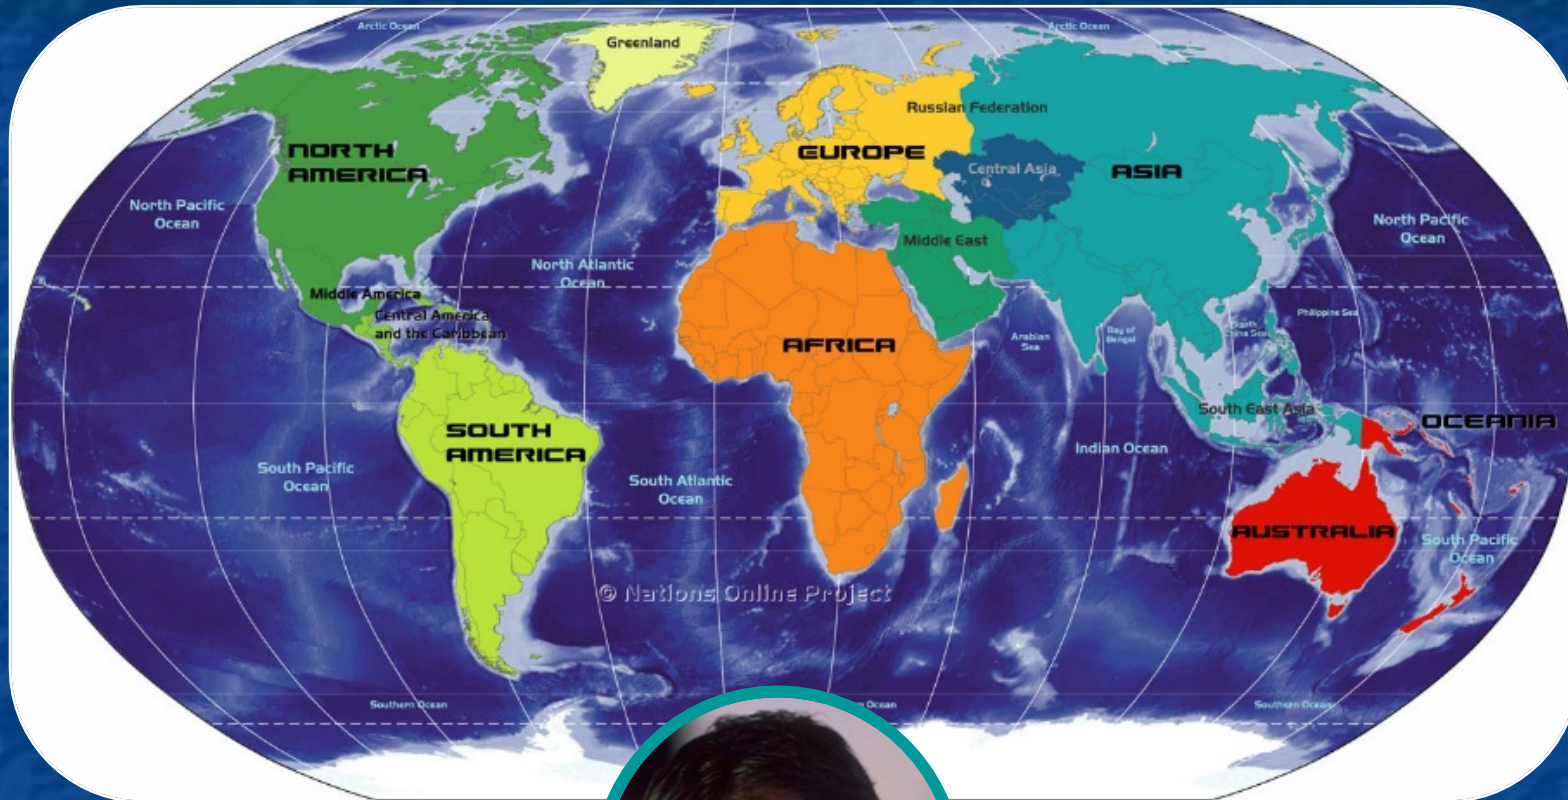 Arctic Ocean
Arctic Ocean
Greenland
Russian Federation
NORTH
AMERICA
EUROPE
Central Asia
ASIA
North Pacific
Ocean
North Pacific
Ocean
Middle East
North Atlantic
Ocean
Middle America
Central America
and the Caribbean
Philippine Sea
South
China Sea
Arabian
Sea
Bay of
Bengal
AFRICA
South East Asia
OCEANIA
SOUTH
AMERICA
Indian Ocean
South Pacific
Ocean
South Atlantic
Ocean
AUSTRALIA
South Pacific
Ocean
© Nations Online Project
Southern Ocean
n Ocean
Southern Ocean